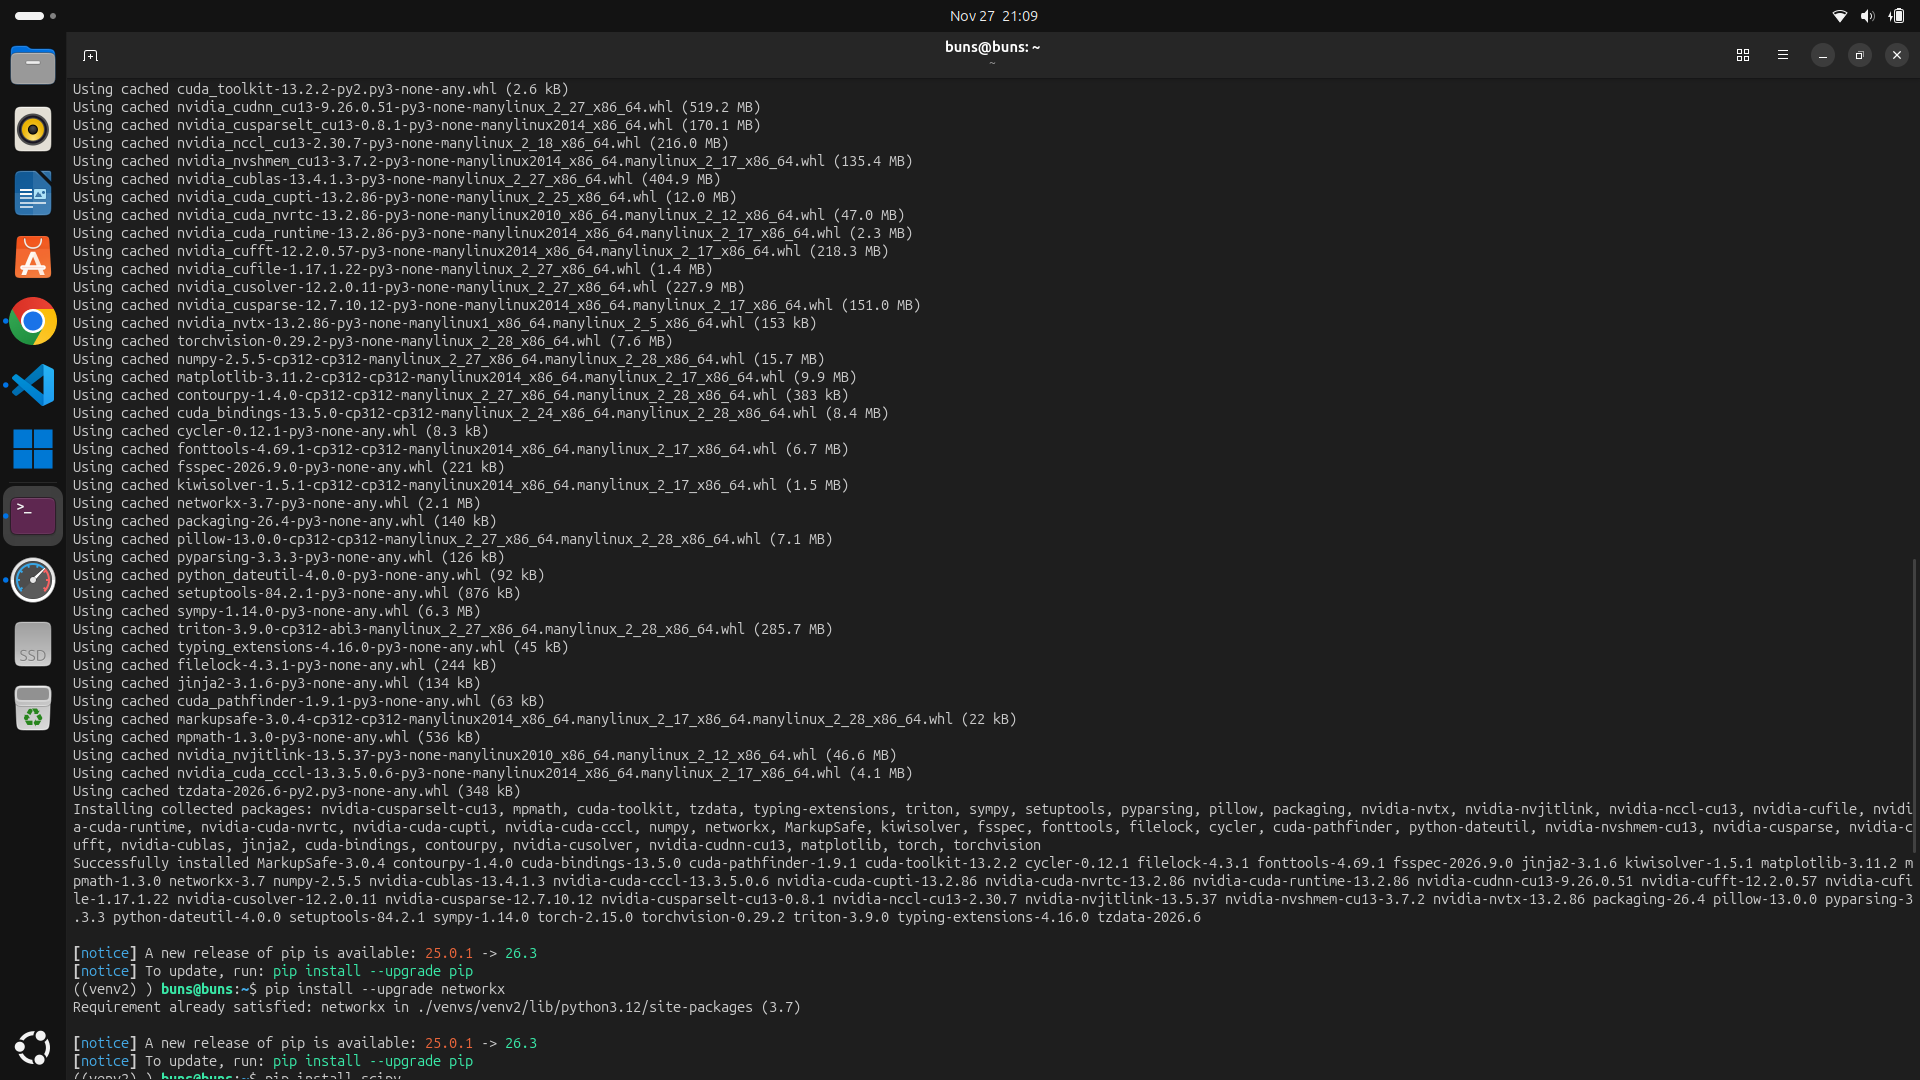 Nov 27 21:09
buns@buns: ~
~
Using cached cuda_toolkit-13.2.2-py2.py3-none-any.whl (2.6 kB)
Using cached nvidia_cudnn_cu13-9.26.0.51-py3-none-manylinux_2_27_x86_64.whl (519.2 MB)
Using cached nvidia_cusparselt_cu13-0.8.1-py3-none-manylinux2014_x86_64.whl (170.1 MB)
Using cached nvidia_nccl_cu13-2.30.7-py3-none-manylinux_2_18_x86_64.whl (216.0 MB)
Using cached nvidia_nvshmem_cu13-3.7.2-py3-none-manylinux2014_x86_64.manylinux_2_17_x86_64.whl (135.4 MB)
Using cached nvidia_cublas-13.4.1.3-py3-none-manylinux_2_27_x86_64.whl (404.9 MB)
Using cached nvidia_cuda_cupti-13.2.86-py3-none-manylinux_2_25_x86_64.whl (12.0 MB)
Using cached nvidia_cuda_nvrtc-13.2.86-py3-none-manylinux2010_x86_64.manylinux_2_12_x86_64.whl (47.0 MB)
Using cached nvidia_cuda_runtime-13.2.86-py3-none-manylinux2014_x86_64.manylinux_2_17_x86_64.whl (2.3 MB)
Using cached nvidia_cufft-12.2.0.57-py3-none-manylinux2014_x86_64.manylinux_2_17_x86_64.whl (218.3 MB)
Using cached nvidia_cufile-1.17.1.22-py3-none-manylinux_2_27_x86_64.whl (1.4 MB)
Using cached nvidia_cusolver-12.2.0.11-py3-none-manylinux_2_27_x86_64.whl (227.9 MB)
Using cached nvidia_cusparse-12.7.10.12-py3-none-manylinux2014_x86_64.manylinux_2_17_x86_64.whl (151.0 MB)
Using cached nvidia_nvtx-13.2.86-py3-none-manylinux1_x86_64.manylinux_2_5_x86_64.whl (153 kB)
Using cached torchvision-0.29.2-py3-none-manylinux_2_28_x86_64.whl (7.6 MB)
Using cached numpy-2.5.5-cp312-cp312-manylinux_2_27_x86_64.manylinux_2_28_x86_64.whl (15.7 MB)
Using cached matplotlib-3.11.2-cp312-cp312-manylinux2014_x86_64.manylinux_2_17_x86_64.whl (9.9 MB)
Using cached contourpy-1.4.0-cp312-cp312-manylinux_2_27_x86_64.manylinux_2_28_x86_64.whl (383 kB)
Using cached cuda_bindings-13.5.0-cp312-cp312-manylinux_2_24_x86_64.manylinux_2_28_x86_64.whl (8.4 MB)
Using cached cycler-0.12.1-py3-none-any.whl (8.3 kB)
Using cached fonttools-4.69.1-cp312-cp312-manylinux2014_x86_64.manylinux_2_17_x86_64.whl (6.7 MB)
Using cached fsspec-2026.9.0-py3-none-any.whl (221 kB)
Using cached kiwisolver-1.5.1-cp312-cp312-manylinux2014_x86_64.manylinux_2_17_x86_64.whl (1.5 MB)
Using cached networkx-3.7-py3-none-any.whl (2.1 MB)
Using cached packaging-26.4-py3-none-any.whl (140 kB)
Using cached pillow-13.0.0-cp312-cp312-manylinux_2_27_x86_64.manylinux_2_28_x86_64.whl (7.1 MB)
Using cached pyparsing-3.3.3-py3-none-any.whl (126 kB)
Using cached python_dateutil-4.0.0-py3-none-any.whl (92 kB)
Using cached setuptools-84.2.1-py3-none-any.whl (876 kB)
Using cached sympy-1.14.0-py3-none-any.whl (6.3 MB)
Using cached triton-3.9.0-cp312-abi3-manylinux_2_27_x86_64.manylinux_2_28_x86_64.whl (285.7 MB)
Using cached typing_extensions-4.16.0-py3-none-any.whl (45 kB)
Using cached filelock-4.3.1-py3-none-any.whl (244 kB)
Using cached jinja2-3.1.6-py3-none-any.whl (134 kB)
Using cached cuda_pathfinder-1.9.1-py3-none-any.whl (63 kB)
Using cached markupsafe-3.0.4-cp312-cp312-manylinux2014_x86_64.manylinux_2_17_x86_64.manylinux_2_28_x86_64.whl (22 kB)
Using cached mpmath-1.3.0-py3-none-any.whl (536 kB)
Using cached nvidia_nvjitlink-13.5.37-py3-none-manylinux2010_x86_64.manylinux_2_12_x86_64.whl (46.6 MB)
Using cached nvidia_cuda_cccl-13.3.5.0.6-py3-none-manylinux2014_x86_64.manylinux_2_17_x86_64.whl (4.1 MB)
Using cached tzdata-2026.6-py2.py3-none-any.whl (348 kB)
Installing collected packages: nvidia-cusparselt-cu13, mpmath, cuda-toolkit, tzdata, typing-extensions, triton, sympy, setuptools, pyparsing, pillow, packaging, nvidia-nvtx, nvidia-nvjitlink, nvidia-nccl-cu13, nvidia-cufile, nvidi
a-cuda-runtime, nvidia-cuda-nvrtc, nvidia-cuda-cupti, nvidia-cuda-cccl, numpy, networkx, MarkupSafe, kiwisolver, fsspec, fonttools, filelock, cycler, cuda-pathfinder, python-dateutil, nvidia-nvshmem-cu13, nvidia-cusparse, nvidia-c
ufft, nvidia-cublas, jinja2, cuda-bindings, contourpy, nvidia-cusolver, nvidia-cudnn-cu13, matplotlib, torch, torchvision
Successfully installed MarkupSafe-3.0.4 contourpy-1.4.0 cuda-bindings-13.5.0 cuda-pathfinder-1.9.1 cuda-toolkit-13.2.2 cycler-0.12.1 filelock-4.3.1 fonttools-4.69.1 fsspec-2026.9.0 jinja2-3.1.6 kiwisolver-1.5.1 matplotlib-3.11.2 m
pmath-1.3.0 networkx-3.7 numpy-2.5.5 nvidia-cublas-13.4.1.3 nvidia-cuda-cccl-13.3.5.0.6 nvidia-cuda-cupti-13.2.86 nvidia-cuda-nvrtc-13.2.86 nvidia-cuda-runtime-13.2.86 nvidia-cudnn-cu13-9.26.0.51 nvidia-cufft-12.2.0.57 nvidia-cufi
le-1.17.1.22 nvidia-cusolver-12.2.0.11 nvidia-cusparse-12.7.10.12 nvidia-cusparselt-cu13-0.8.1 nvidia-nccl-cu13-2.30.7 nvidia-nvjitlink-13.5.37 nvidia-nvshmem-cu13-3.7.2 nvidia-nvtx-13.2.86 packaging-26.4 pillow-13.0.0 pyparsing-3
.3.3 python-dateutil-4.0.0 setuptools-84.2.1 sympy-1.14.0 torch-2.15.0 torchvision-0.29.2 triton-3.9.0 typing-extensions-4.16.0 tzdata-2026.6
[notice] A new release of pip is available: 25.0.1 -> 26.3
[notice] To update, run: pip install --upgrade pip
((venv2) ) buns@buns:~$ pip install --upgrade networkx
Requirement already satisfied: networkx in ./venvs/venv2/lib/python3.12/site-packages (3.7)
[notice] A new release of pip is available: 25.0.1 -> 26.3
[notice] To update, run: pip install --upgrade pip
((venv2) ) buns@buns:~$ pip install scipy
>_
SSD